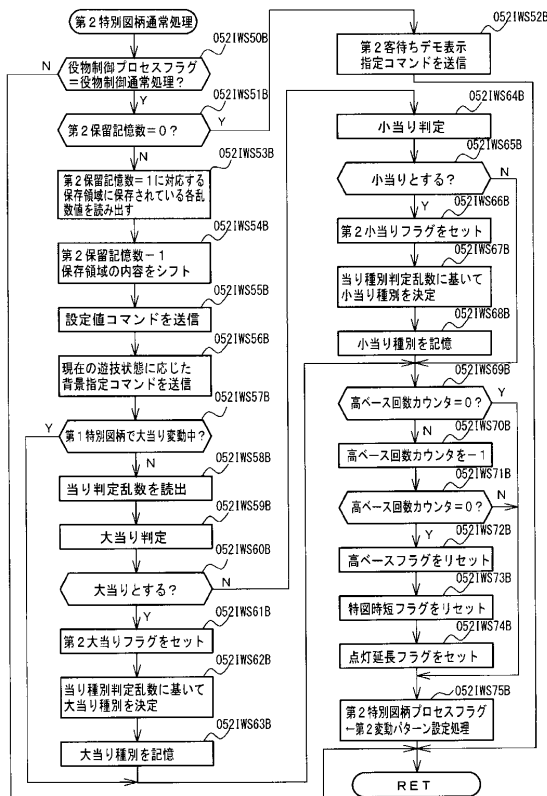 第２特別図柄通常処理
052IWS50B
N
役物制御プロセスフラグ
＝役物制御通常処理？
Y
052IWS51B
第２保留記憶数＝０？
Y
N
052IWS53B
第２保留記憶数＝１に対応する
保存領域に保存されている各乱
数値を読み出す
052IWS54B
第２保留記憶数－１
保存領域の内容をシフト
052IWS55B
設定値コマンドを送信
052IWS56B
現在の遊技状態に応じた
背景指定コマンドを送信
052IWS57B
Y
第１特別図柄で大当り変動中？
N
052IWS58B
当り判定乱数を読出
052IWS59B
大当り判定
052IWS60B
大当りとする？
N
Y
052IWS61B
第２大当りフラグをセット
052IWS62B
当り種別判定乱数に基いて
大当り種別を決定
052IWS63B
大当り種別を記憶
052IWS52B
第２客待ちデモ表示
指定コマンドを送信
052IWS64B
小当り判定
052IWS65B
小当りとする？
N
Y
052IWS66B
第２小当りフラグをセット
052IWS67B
当り種別判定乱数に基いて
小当り種別を決定
052IWS68B
小当り種別を記憶
052IWS69B
高ベース回数カウンタ＝０？
Y
N
052IWS70B
高ベース回数カウンタを－１
052IWS71B
高ベース回数カウンタ＝０？
N
Y
052IWS72B
高ベースフラグをリセット
052IWS73B
特図時短フラグをリセット
052IWS74B
点灯延長フラグをセット
052IWS75B
第２特別図柄プロセスフラグ
←第２変動パターン設定処理
ＲＥＴ